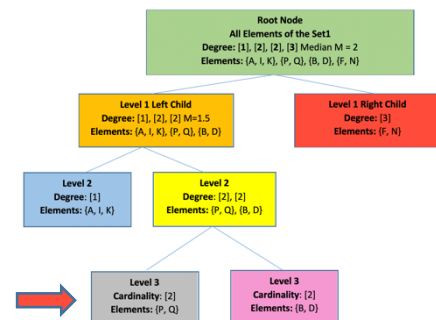 Root Node
All Elements of the Set1
Degree: [1], [2], [2], [3] Median M = 2
Elements: {A, I, K}, {P, Q}, {B, D}, {F, N}
Level 1 Left Child
Degree: [1], [2], [2] M=1.5
Elements: {A, I, K}, {P, Q}, {B, D}
Level 1 Right Child
Degree: [3]
Elements: {F, N}
Level 2
Degree: [1]
Elements: {A, I, K}
Level 2
Degree: [2], [2]
Elements: {P, Q}, {B, D}
Level 3
Cardinality: [2]
Elements: {P, Q}
Level 3
Cardinality: [2]
Elements: {B, D}